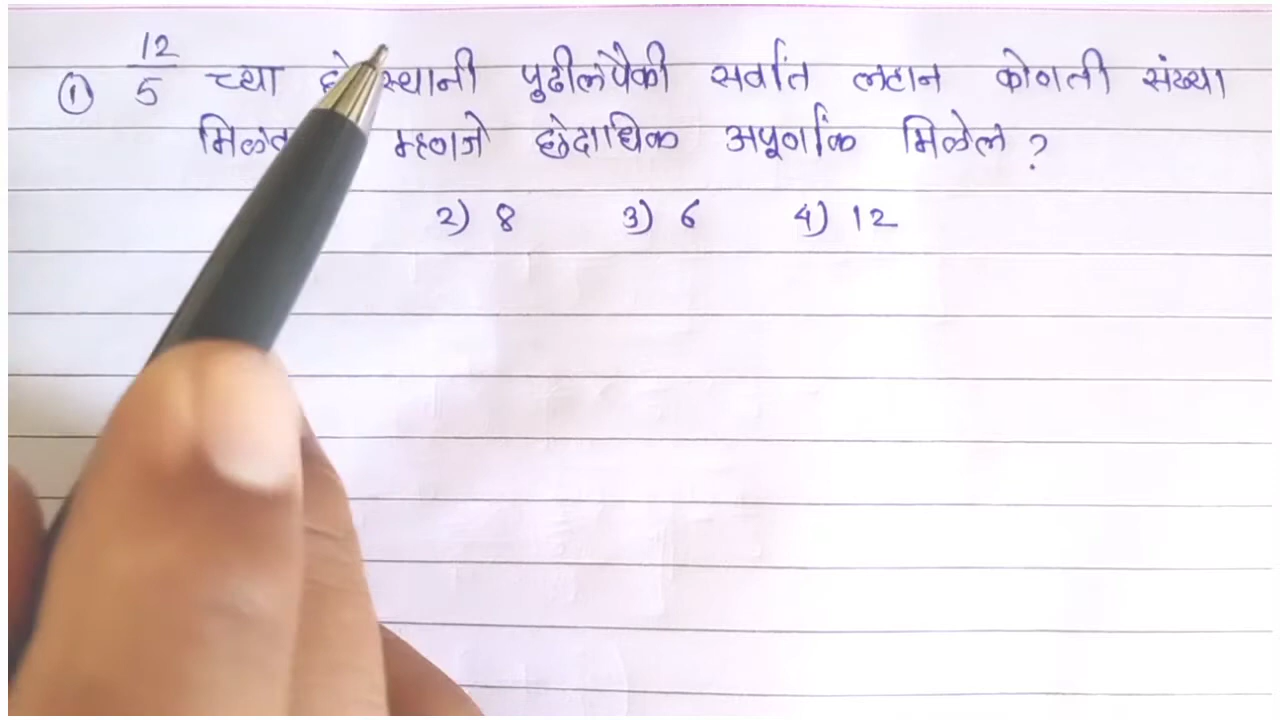 ① 12/5 च्या स्थानी पुढीलपैकी सर्वात लहान कोणती संख्या
म्हणजे छेदाधिक अपूर्णांक मिळेल ?
2) 8 3) 6 4) 12